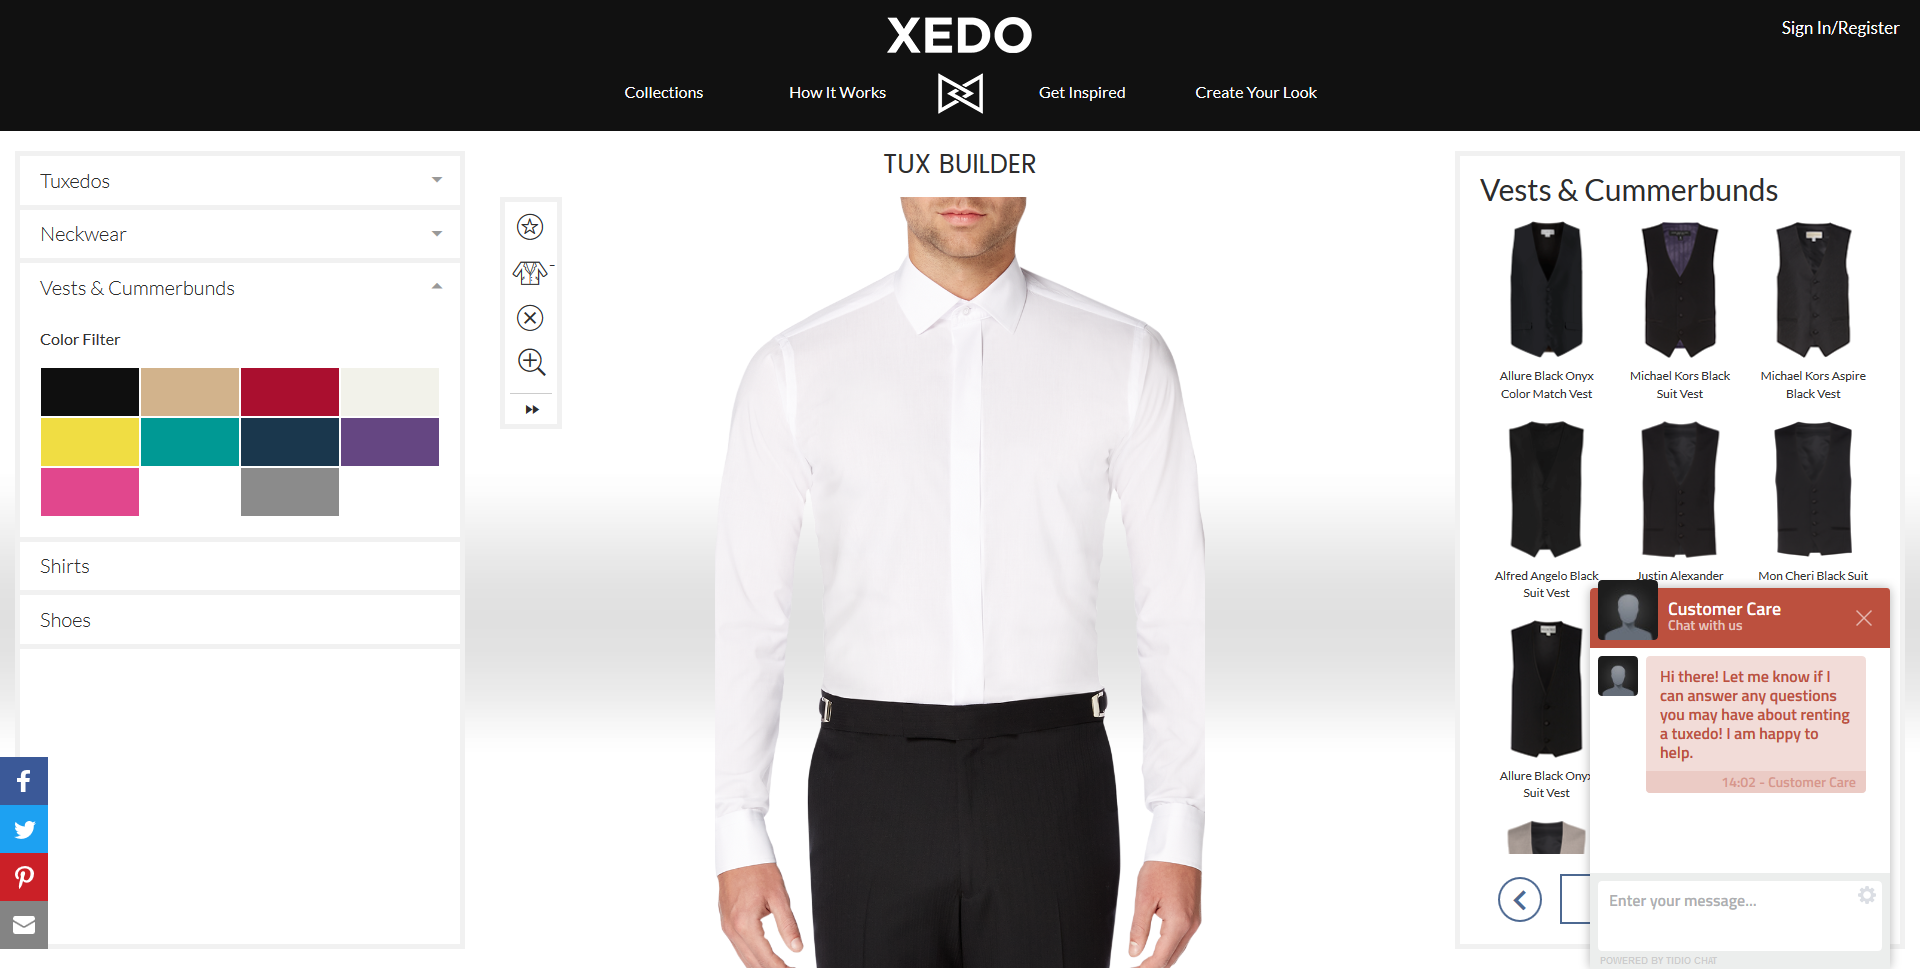 XEDO
Sign In/Register
Collections
How It Works
Get Inspired
Create Your Look
Tuxedos
Neckwear
Vests & Cummerbunds
Color Filter
Shirts
Shoes
TUX BUILDER
Vests & Cummerbunds
Allure Black Onyx
Color Match Vest
Michael Kors Black
Suit Vest
Michael Kors Aspire
Black Vest
Alfred Angelo Black
Suit Vest
Justin Alexander
Mon Cheri Black Suit
Allure Black Onyx
Suit Vest
Customer Care
Chat with us
Hi there! Let me know if I
can answer any questions
you may have about renting
a tuxedo! I am happy to
help.
14:02 - Customer Care
Enter your message...
POWERED BY TIDIO CHAT